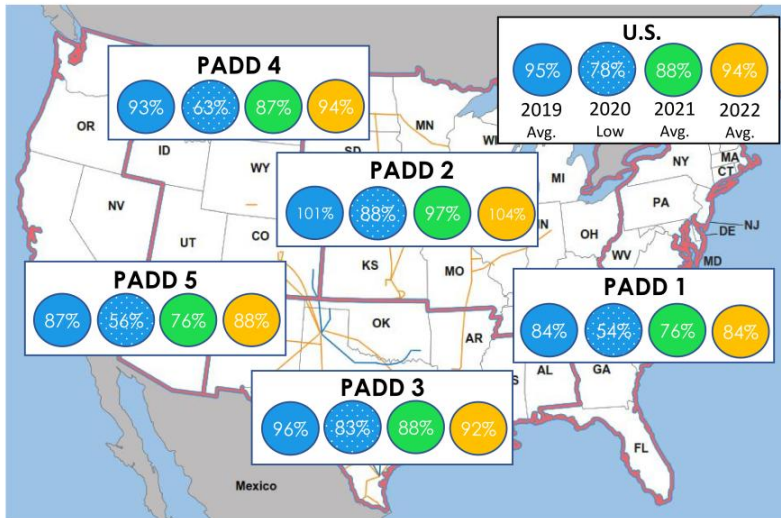 U.S.
95% 78% 88% 94%
2019 2020 2021 2022
Avg. Low Avg. Avg.
PADD 4
93% 63% 87% 94%
OR
ID
WY
MN
MI
NY
MA
CT
PA
NJ
DE
MD
WV
OH
NV
UT
CO
PADD 2
101% 88% 97% 104%
KS
MO
PADD 5
87% 56% 76% 88%
PADD 1
84% 54% 76% 84%
OK
AR
AL
GA
PADD 3
96% 83% 88% 92%
FL
Mexico